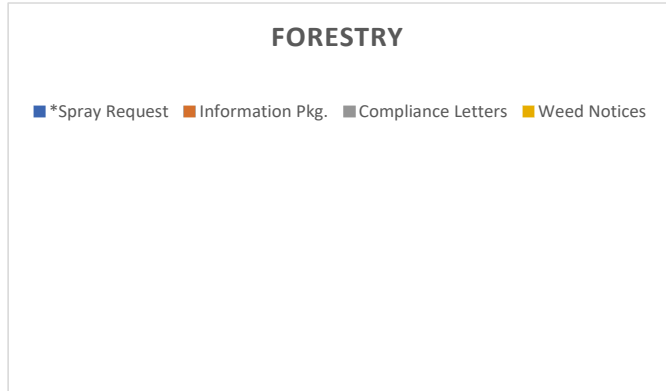 FORESTRY
*Spray Request Information Pkg. Compliance Letters Weed Notices